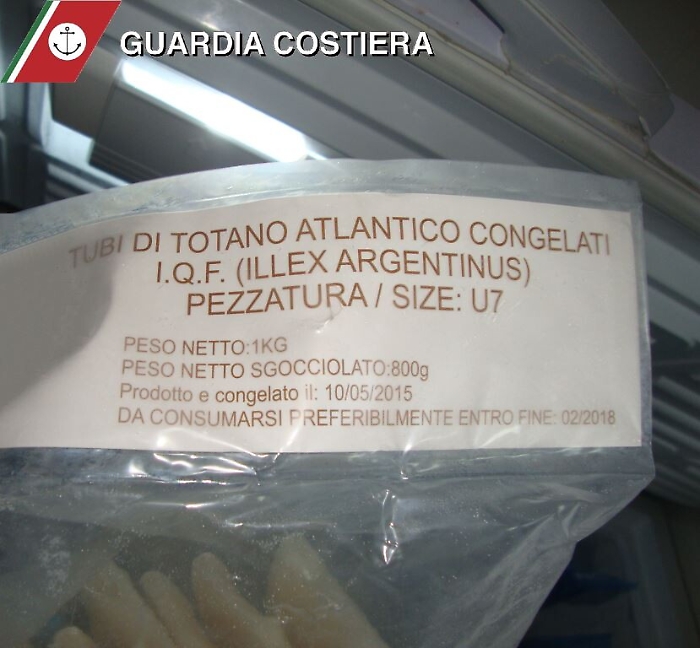 GUARDIA COSTIERA
TUBI DI TOTANO ATLANTICO CONGELATI
I.Q.F. (ILLEX ARGENTINUS)
PEZZATURA / SIZE: U7
PESO NETTO:1KG
PESO NETTO SGOCCIOLATO:800g
Prodotto e congelato il: 10/05/2015
DA CONSUMARSI PREFERIBILMENTE ENTRO FINE: 02/2018